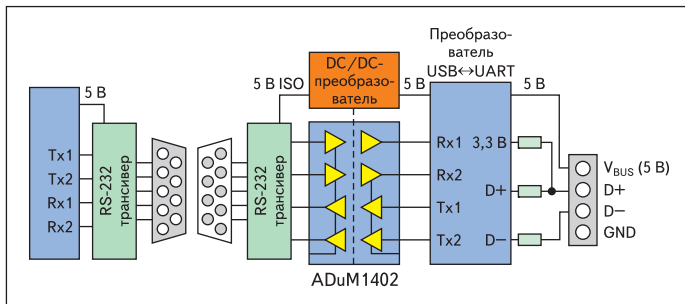 Преобразо-
ватель
USB↔UART
DC/DC-
преобразо-
ватель
5 В
5 В ISO
5 В
5 В
Tx1
Tx2
Rx1
Rx2
RS-232
трансивер
RS-232
трансивер
Rx1
Rx2
Tx1
Tx2
3,3 В
D+
D−
V_BUS (5 В)
D+
D−
GND
ADuM1402